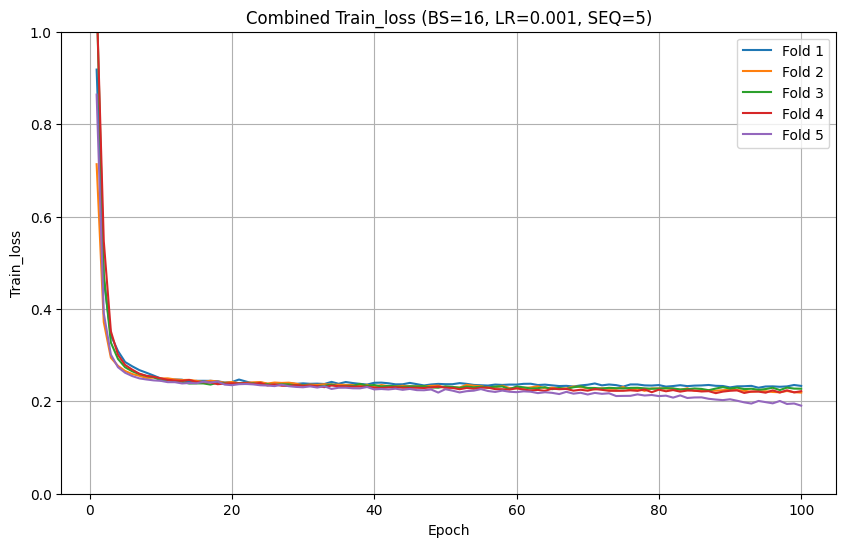 Combined Train_loss (BS=16, LR=0.001, SEQ=5)
Train_loss
1.0
0.8
0.6
0.4
0.2
0.0
Fold 1
Fold 2
Fold 3
Fold 4
Fold 5
0 20 40 60 80 100
Epoch